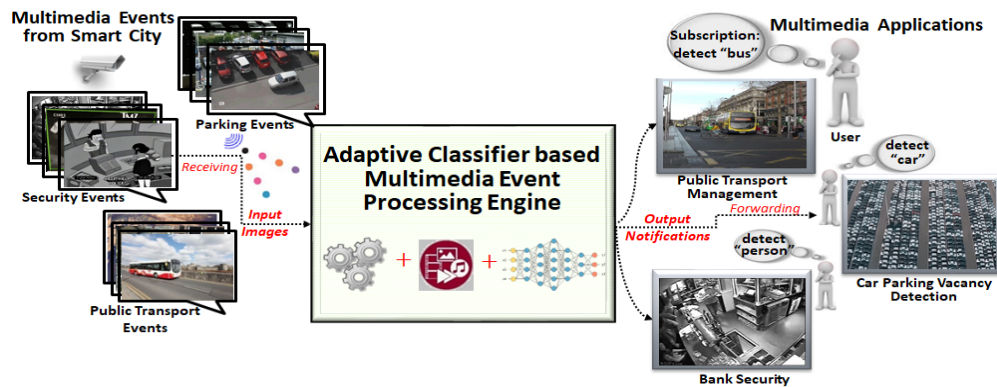 Multimedia Events
from Smart City
Parking Events
Security Events
Public Transport
Events
Receiving
Input
Images
Adaptive Classifier based
Multimedia Event
Processing Engine
+
+
Multimedia Applications
Subscription:
detect “bus”
User
Public Transport
Management
detect
“car”
Forwarding
Output
Notifications
Car Parking Vacancy
Detection
detect
“person”
Bank Security